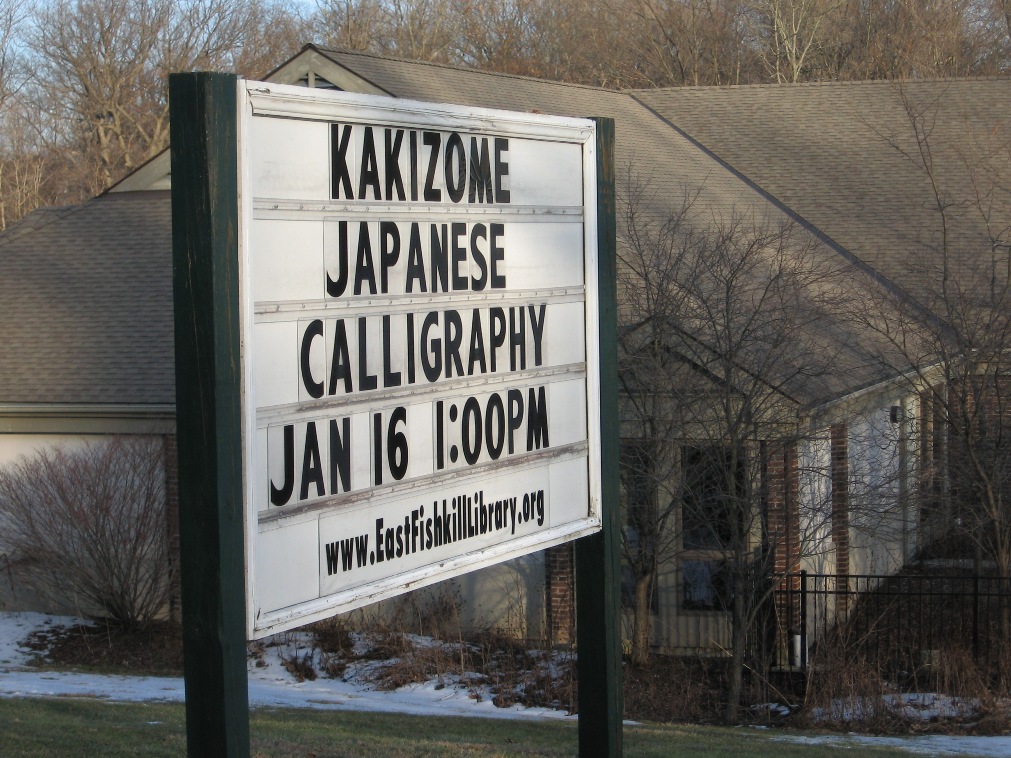 KAKIZOME
JAPANESE
CALLIGRAPHY
JAN 16 1:00PM
www.EastFishkillLibrary.org